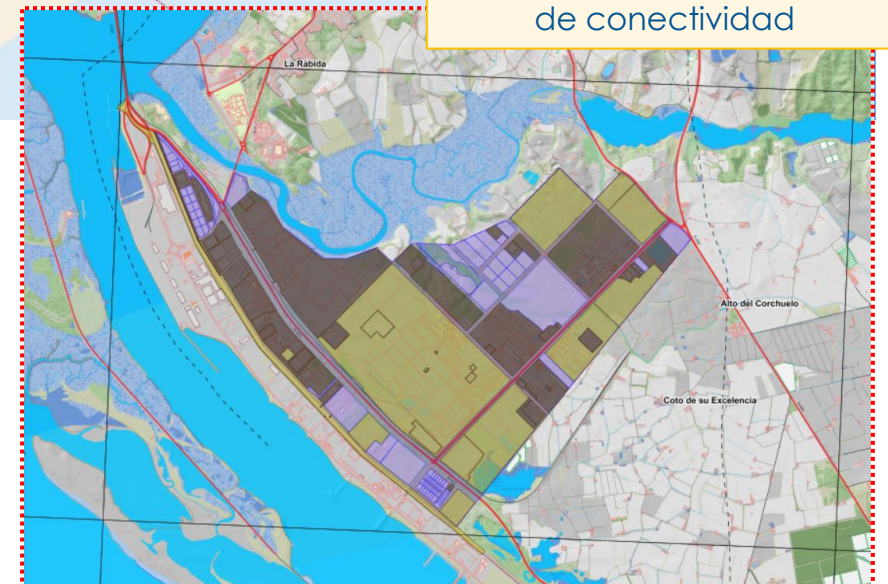 de conectividad
La Rábida
Alto del Corchuelo
Coto de su Excelencia